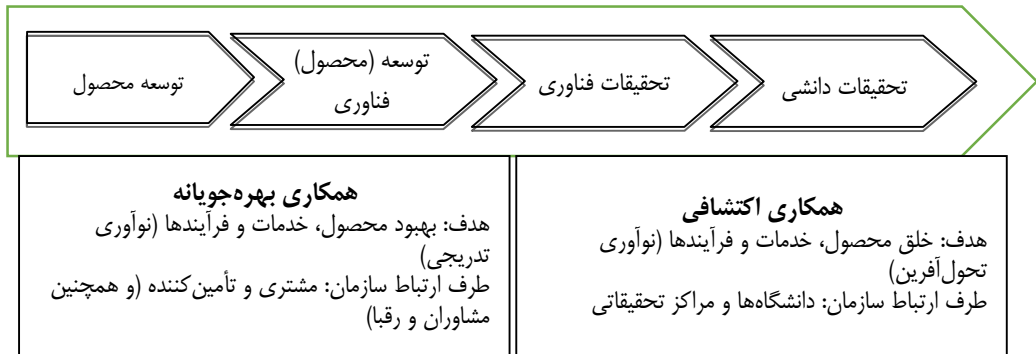 توسعه محصول
توسعه (محصول)
فناوری
تحقیقات فناوری
تحقیقات دانشی
همکاری بهره‌جویانه
هدف: بهبود محصول، خدمات و فرآیندها (نوآوری
تدریجی)
طرف ارتباط سازمان: مشتری و تأمین‌کننده (و همچنین
مشاوران و رقبا)
همکاری اکتشافی
هدف: خلق محصول، خدمات و فرآیندها (نوآوری
تحول‌آفرین)
طرف ارتباط سازمان: دانشگاه‌ها و مراکز تحقیقاتی